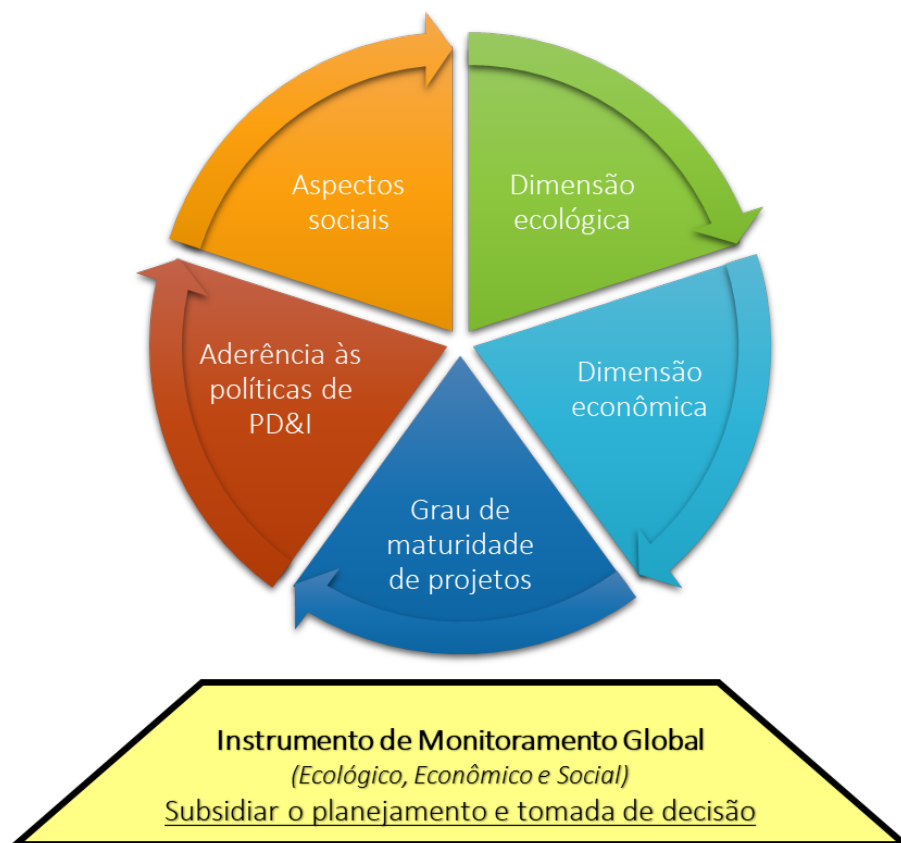 Aspectos
sociais
Dimensão
ecológica
Dimensão
econômica
Grau de
maturidade
de projetos
Aderência às
políticas de
PD&I
Instrumento de Monitoramento Global
(Ecológico, Econômico e Social)
Subsidiar o planejamento e tomada de decisão